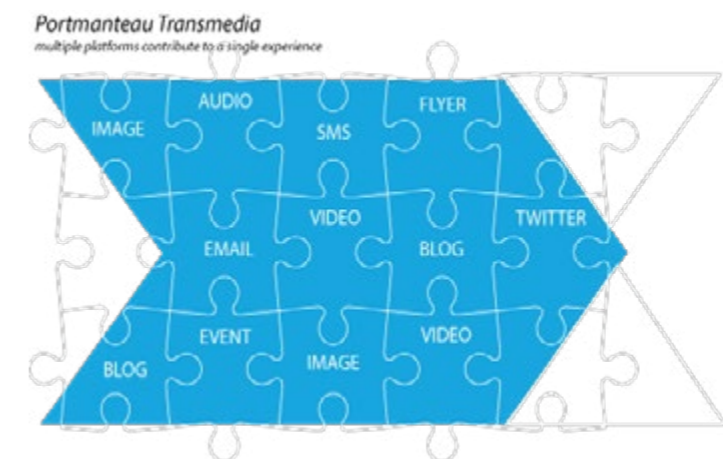 Portmanteau Transmedia
multiple platforms contribute to a single experience
IMAGE
AUDIO
SMS
FLYER
EMAIL
VIDEO
BLOG
TWITTER
BLOG
EVENT
IMAGE
VIDEO